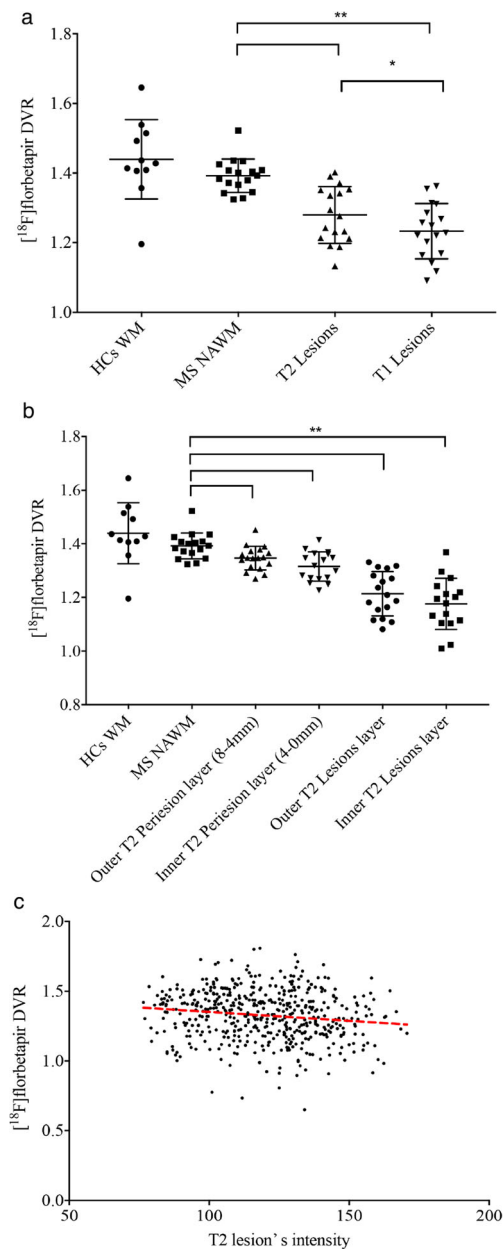 a
**
*
[18F]florbetapir DVR
1.8
1.6
1.4
1.2
1.0
HCs WM
MS NAWM
T2 Lesions
T1 Lesions
b
**
[18F]florbetapir DVR
1.8
1.6
1.4
1.2
1.0
0.8
HCs WM
MS NAWM
Outer T2 Periesion layer (8-4mm)
Inner T2 Periesion layer (4-0mm)
Outer T2 Lesions layer
Inner T2 Lesions layer
c
[18F]florbetapir DVR
2.0
1.5
1.0
0.5
0.0
50
100
150
200
T2 lesion's intensity